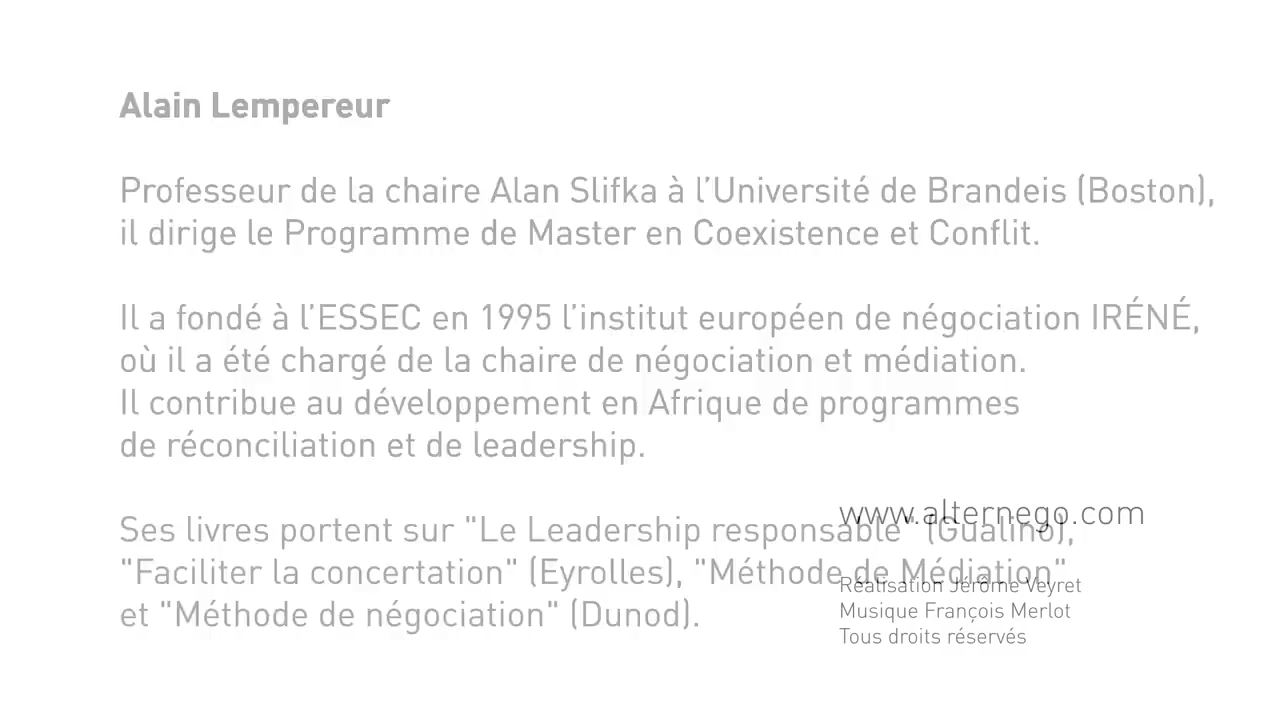 Alain Lempereur
Professeur de la chaire Alan Slifka à l'Université de Brandeis (Boston),
il dirige le Programme de Master en Coexistence et Conflit.
Il a fondé à l'ESSEC en 1995 l'institut européen de négociation IRÉNÉ,
où il a été chargé de la chaire de négociation et médiation.
Il contribue au développement en Afrique de programmes
de réconciliation et de leadership.
Ses livres portent sur "Le Leadership responsable" (Gualino),
"Faciliter la concertation" (Eyrolles), "Méthode de Médiation"
et "Méthode de négociation" (Dunod).
www.alternego.com
Réalisation Jérôme Veyret
Musique François Merlot
Tous droits réservés